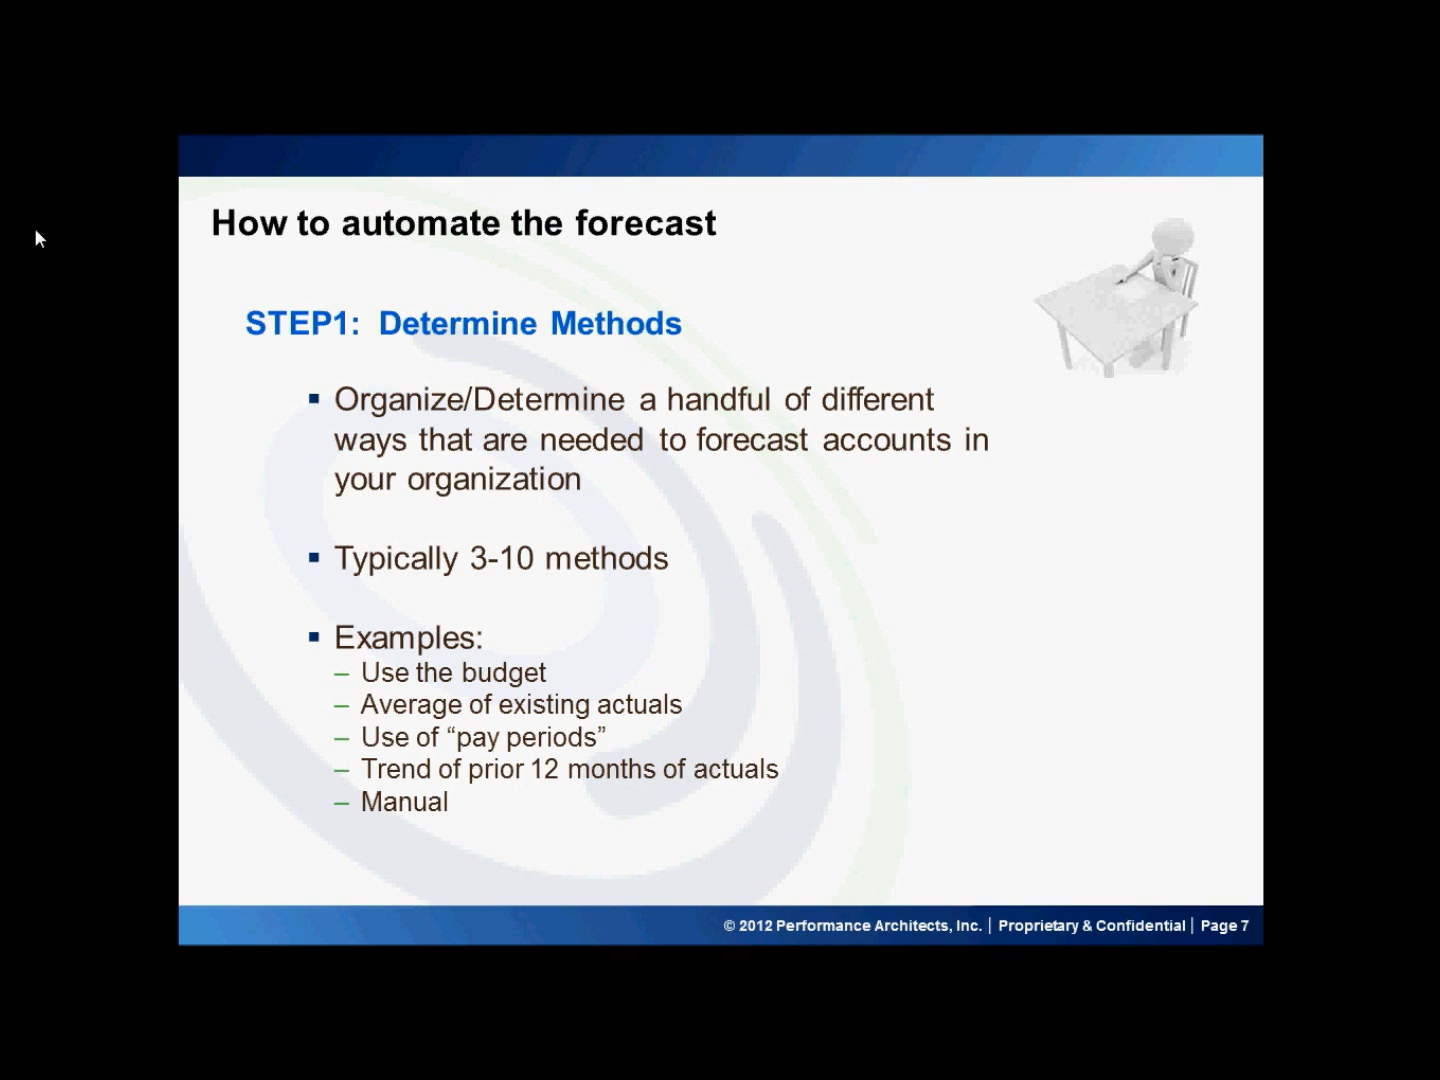 How to automate the forecast
STEP1: Determine Methods
▪ Organize/Determine a handful of different
ways that are needed to forecast accounts in
your organization
▪ Typically 3-10 methods
▪ Examples:
– Use the budget
– Average of existing actuals
– Use of “pay periods”
– Trend of prior 12 months of actuals
– Manual
© 2012 Performance Architects, Inc. | Proprietary & Confidential | Page 7